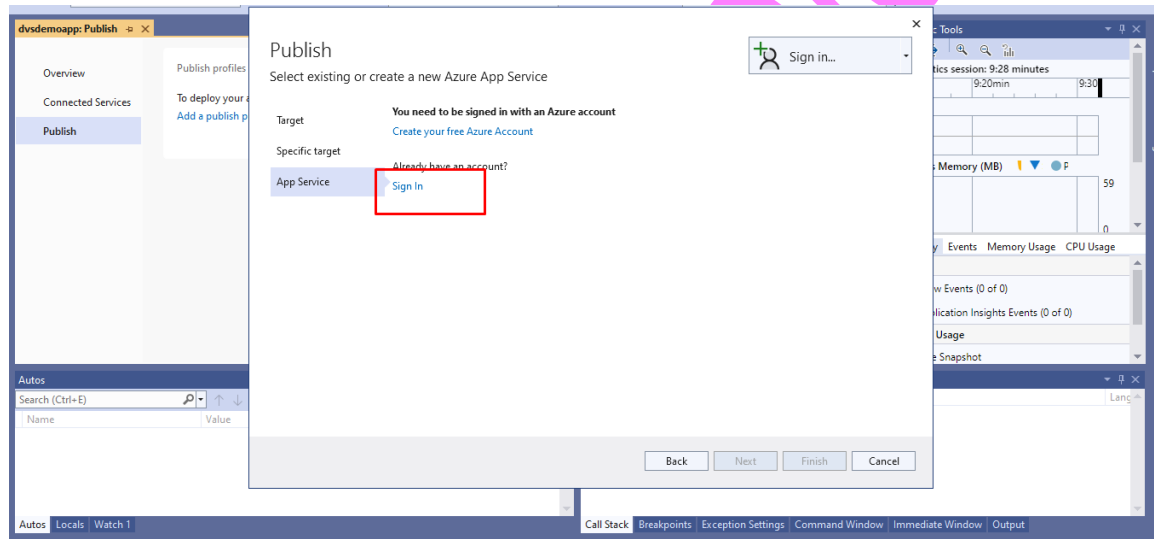 dvsdemoapp: Publish
Overview
Connected Services
Publish
Publish profiles
To deploy your
Add a publish p
Publish
Select existing or create a new Azure App Service
Sign in...
Target
Specific target
App Service
You need to be signed in with an Azure account
Create your free Azure Account
Already have an account?
Sign In
Back
Next
Finish
Cancel
Tools
tics session: 9:28 minutes
9:20min
9:30
Memory (MB)
P
59
0
Events
Memory Usage
CPU Usage
w Events (0 of 0)
lication Insights Events (0 of 0)
Usage
Snapshot
Autos
Search (Ctrl+E)
Name
Value
Lang
Autos
Locals
Watch 1
Call Stack
Breakpoints
Exception Settings
Command Window
Immediate Window
Output